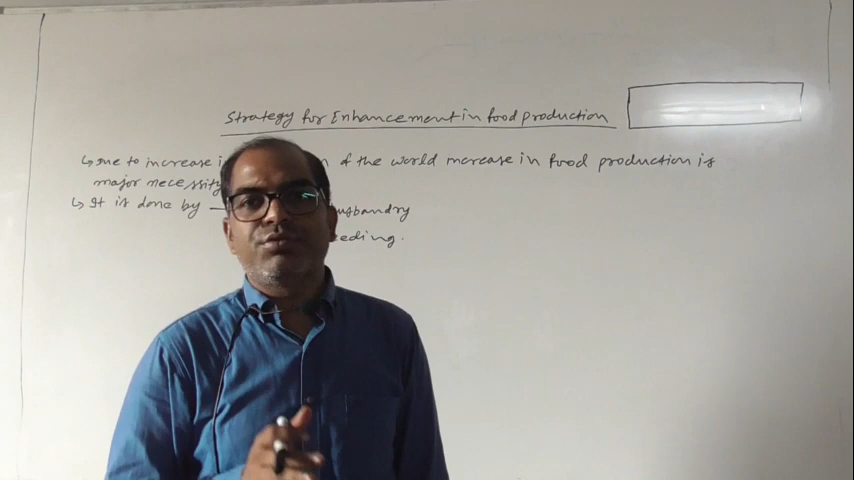 Strategy for Enhancement in food production
↳ Due to increase i of the world increase in food production is
major necessity
↳ It is done by — usbandry
eeding.